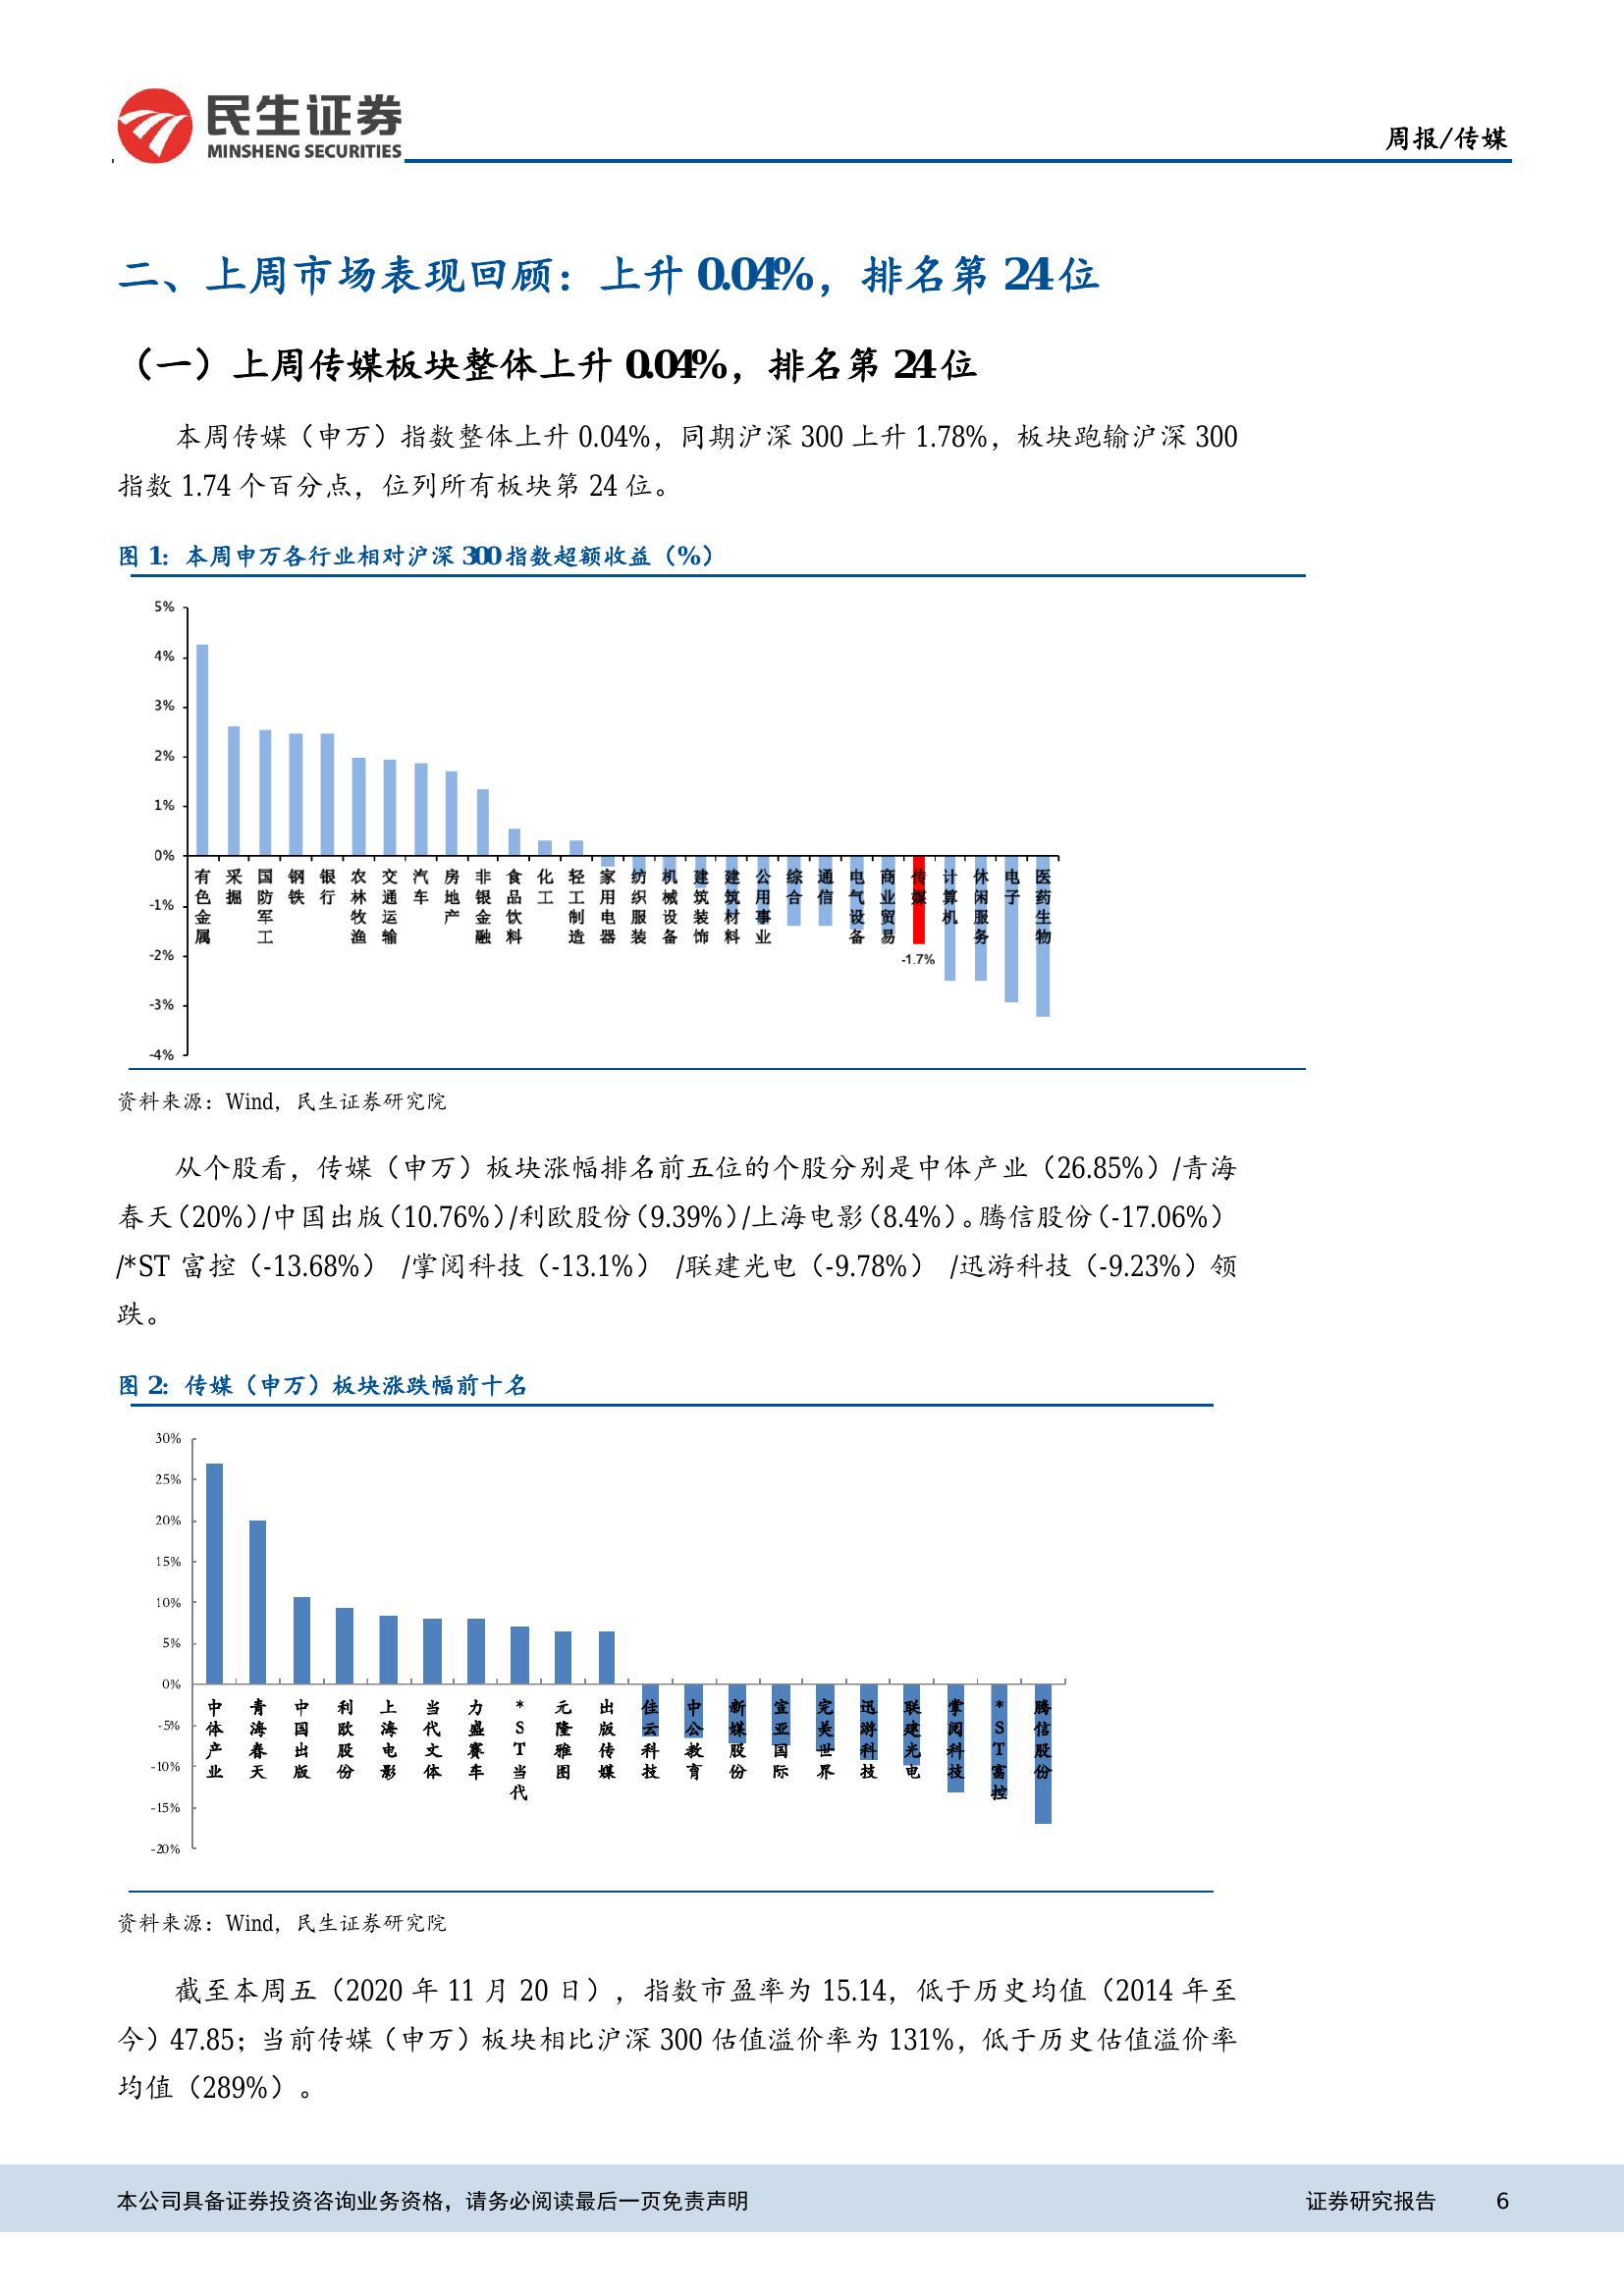 民生证券
MINSHENG SECURITIES
周报/传媒
二、上周市场表现回顾：上升 0.04%，排名第 24 位
（一）上周传媒板块整体上升 0.04%，排名第 24 位
本周传媒（申万）指数整体上升 0.04%，同期沪深 300 上升 1.78%，板块跑输沪深 300
指数 1.74 个百分点，位列所有板块第 24 位。
图 1：本周申万各行业相对沪深 300 指数超额收益（%）
5%
4%
3%
2%
1%
0%
-1%
-2%
-3%
-4%
有色金属
采掘
国防军工
钢铁
银行
农林牧渔
交通运输
汽车
房地产
非银金融
食品饮料
化工
轻工制造
家用电器
纺织服装
机械设备
建筑装饰
建筑材料
公用事业
综合
通信
电气设备
商业贸易
传媒
计算机
休闲服务
电子
医药生物
-1.7%
资料来源：Wind，民生证券研究院
从个股看，传媒（申万）板块涨幅排名前五位的个股分别是中体产业（26.85%）/青海
春天（20%）/中国出版（10.76%）/利欧股份（9.39%）/上海电影（8.4%）。腾信股份（-17.06%）
/*ST 富控（-13.68%） /掌阅科技（-13.1%） /联建光电（-9.78%） /迅游科技（-9.23%）领
跌。
图 2：传媒（申万）板块涨跌幅前十名
30%
25%
20%
15%
10%
5%
0%
-5%
-10%
-15%
-20%
中体产业
青海春天
中国出版
利欧股份
上海电影
当代文体
力盛赛车
*ST当代
元隆雅图
出版传媒
佳云科技
中公教育
新媒股份
宣亚国际
完美世界
迅游科技
联建光电
掌阅科技
*ST富控
腾信股份
资料来源：Wind，民生证券研究院
截至本周五（2020 年 11 月 20 日），指数市盈率为 15.14，低于历史均值（2014 年至
今）47.85；当前传媒（申万）板块相比沪深 300 估值溢价率为 131%，低于历史估值溢价率
均值（289%）。
本公司具备证券投资咨询业务资格，请务必阅读最后一页免责声明
证券研究报告 6